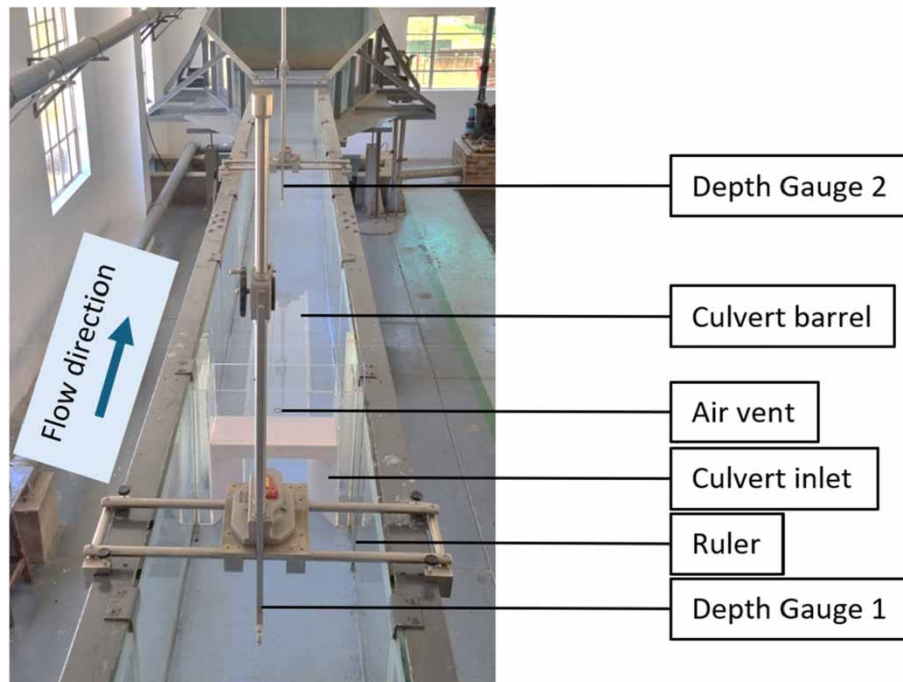 Depth Gauge 2
Culvert barrel
Air vent
Culvert inlet
Ruler
Depth Gauge 1
Flow direction